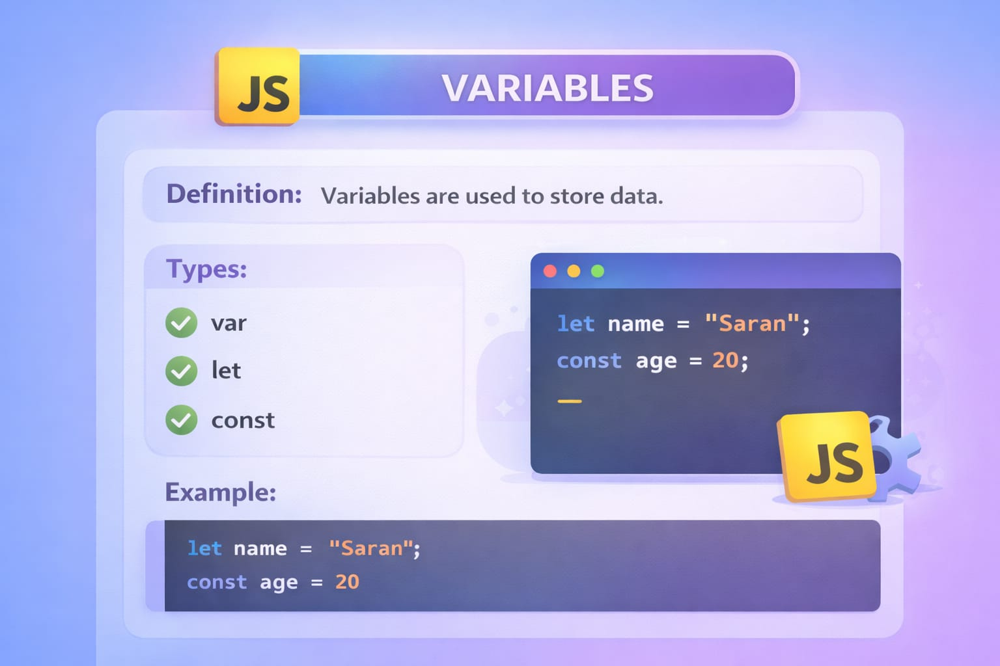 JS VARIABLES
Definition: Variables are used to store data.
Types:
var
let
const
let name = "Saran";
const age = 20;
JS
Example:
let name = "Saran";
const age = 20